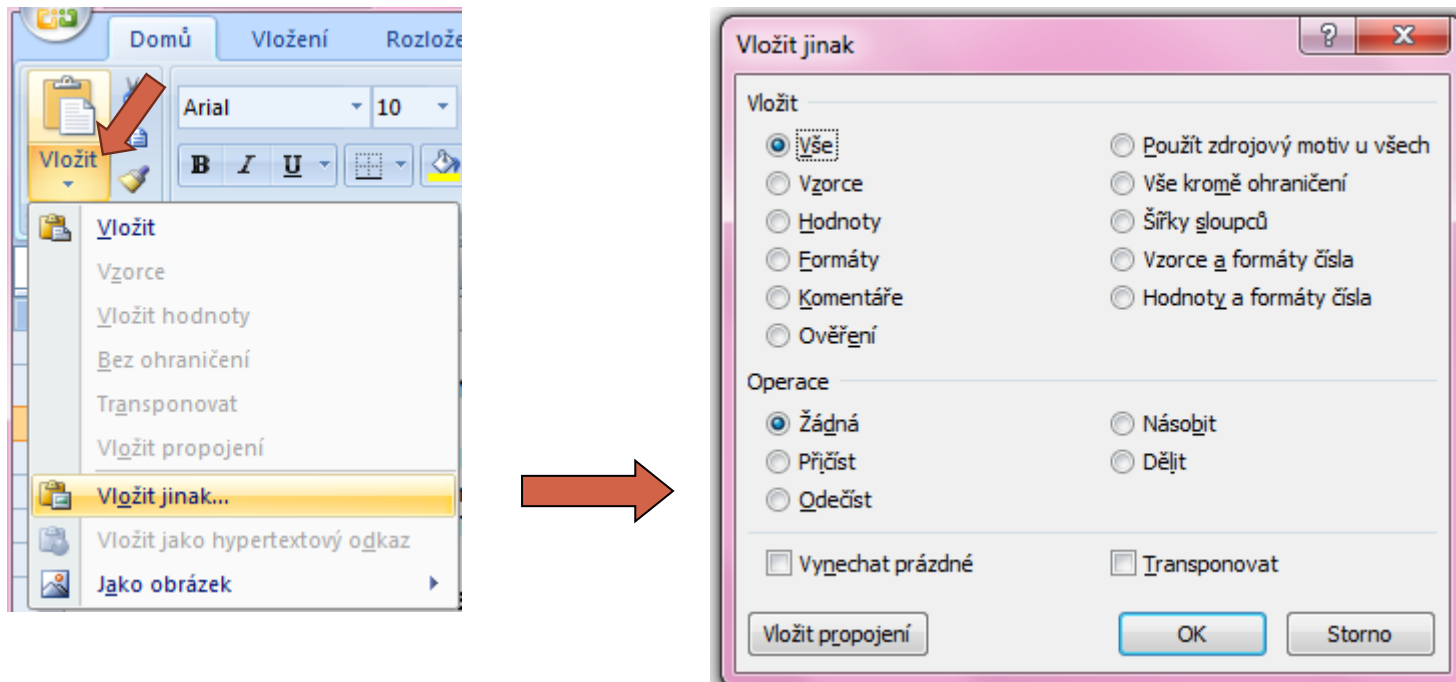 Domů Vložení Rozlože
Arial 10
Vložit
B I U
Vložit
Vzorce
Vložit hodnoty
Bez ohraničení
Transponovat
Vložit propojení
Vložit jinak...
Vložit jako hypertextový odkaz
Jako obrázek
Vložit jinak
Vložit
Vše
Vzorce
Hodnoty
Formáty
Komentáře
Ověření
Použít zdrojový motiv u všech
Vše kromě ohraničení
Šířky sloupců
Vzorce a formáty čísla
Hodnoty a formáty čísla
Operace
Žádná
Přičíst
Odečíst
Násobit
Dělit
Vynechat prázdné
Transponovat
Vložit propojení
OK
Storno